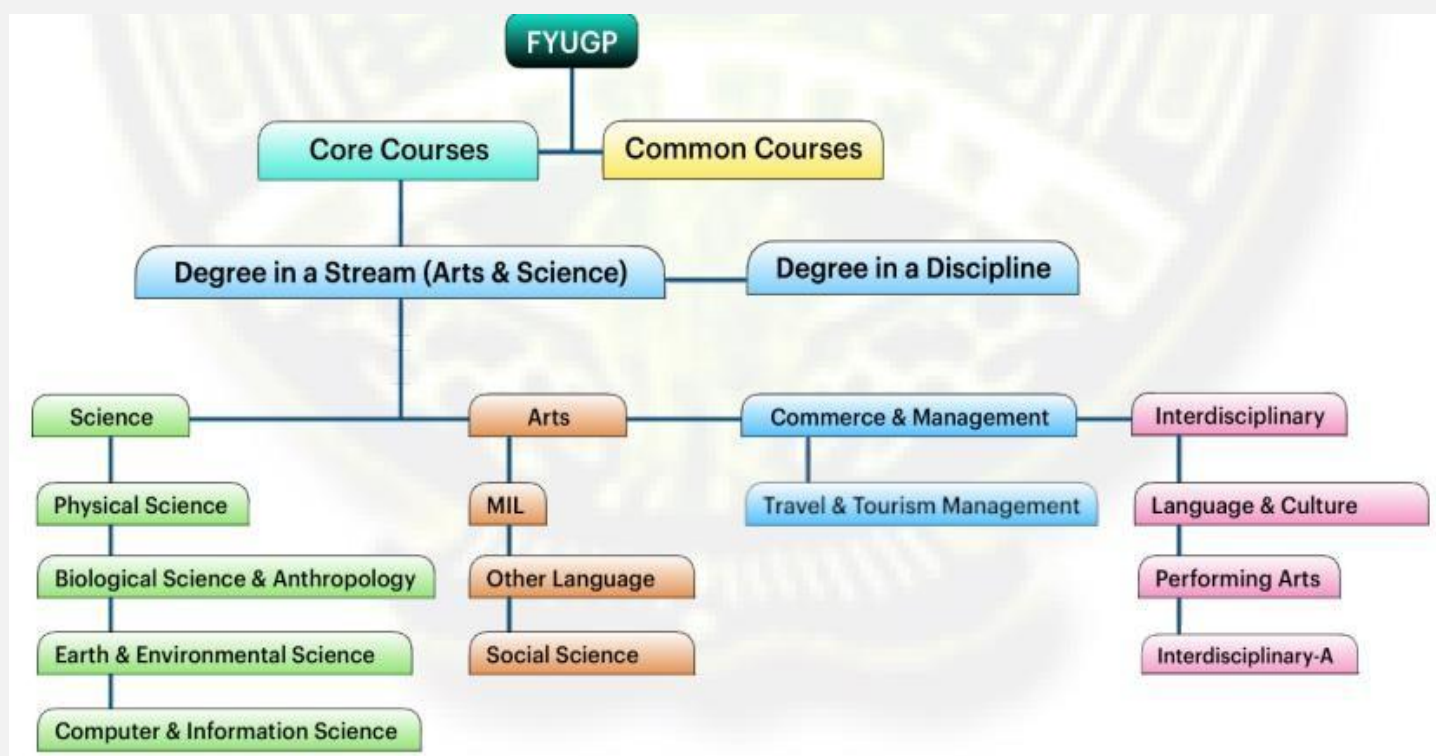 FYUGP
Core Courses
Common Courses
Degree in a Stream (Arts & Science)
Degree in a Discipline
Science
Arts
Commerce & Management
Interdisciplinary
Physical Science
MIL
Travel & Tourism Management
Language & Culture
Biological Science & Anthropology
Other Language
Performing Arts
Earth & Environmental Science
Social Science
Interdisciplinary-A
Computer & Information Science